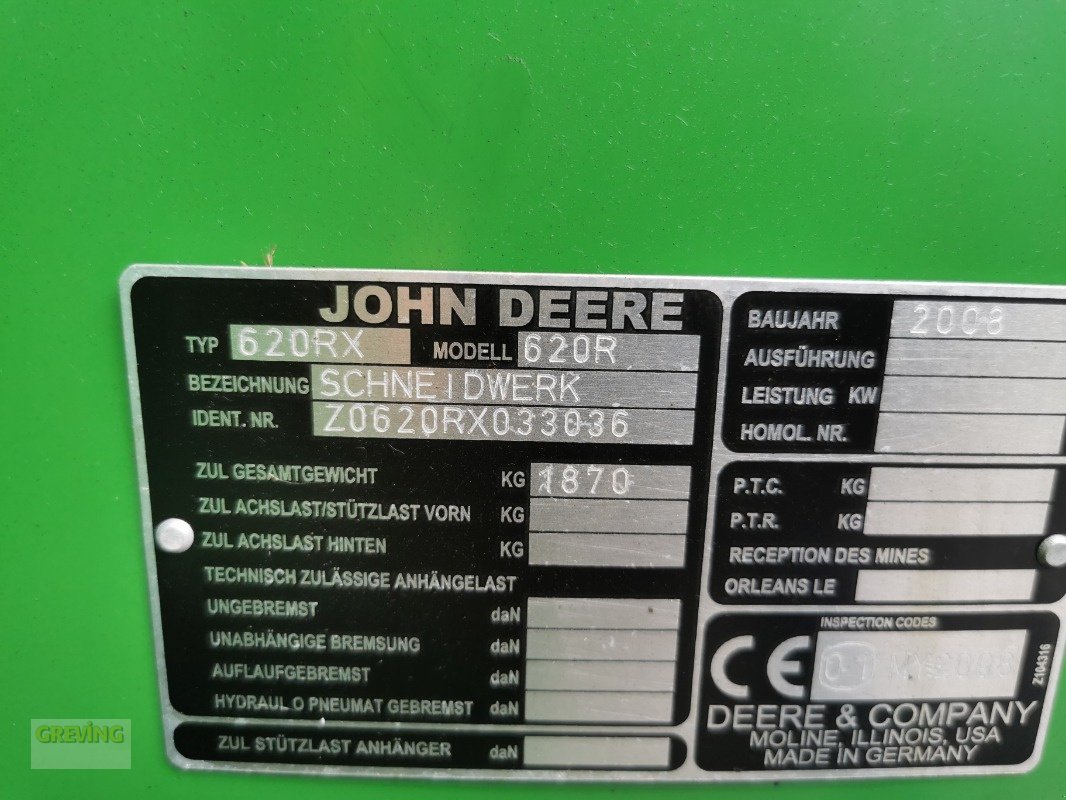 JOHN DEERE
TYP 620RX MODELL 620R
BEZEICHNUNG SCHNEIDWERK
IDENT. NR. Z0620RX033036
ZUL GESAMTGEWICHT KG 1870
ZUL ACHSLAST/STÜTZLAST VORN KG
ZUL ACHSLAST HINTEN KG
TECHNISCH ZULÄSSIGE ANHÄNGELAST
UNGEBREMST daN
UNABHÄNGIGE BREMSUNG daN
AUFLAUFGEBREMST daN
HYDRAUL O PNEUMAT GEBREMST daN
ZUL STÜTZLAST ANHÄNGER daN
BAUJAHR 2008
AUSFÜHRUNG
LEISTUNG KW
HOMOL. NR.
P.T.C. KG
P.T.R. KG
RECEPTION DES MINES
ORLEANS LE
INSPECTION CODES
CE
Z104316
DEERE & COMPANY
MOLINE, ILLINOIS, USA
MADE IN GERMANY
GREVING